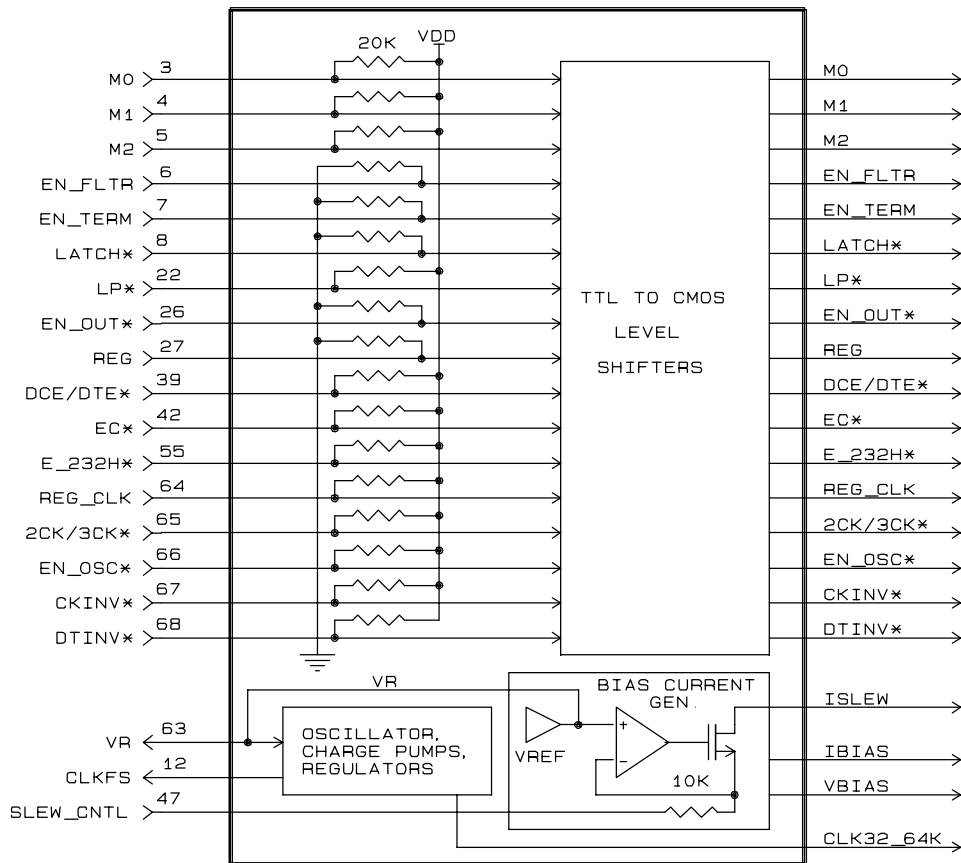 VDD
20K
M0 3 M0
M1 4 M1
M2 5 M2
EN_FLTR 6 EN_FLTR
EN_TERM 7 EN_TERM
LATCH* 8 LATCH*
LP* 22 LP*
EN_OUT* 26 EN_OUT*
REG 27 REG
DCE/DTE* 39 DCE/DTE*
EC* 42 EC*
E_232H* 55 E_232H*
REG_CLK 64 REG_CLK
2CK/3CK* 65 2CK/3CK*
EN_OSC* 66 EN_OSC*
CKINV* 67 CKINV*
DTINV* 68 DTINV*
TTL TO CMOS
LEVEL
SHIFTERS
VR
BIAS CURRENT
GEN.
ISLEW
OSCILLATOR,
CHARGE PUMPS,
REGULATORS
VREF
+
−
VR 63
IBIAS
CLKFS 12
10K
VBIAS
SLEW_CNTL 47
CLK32_64K